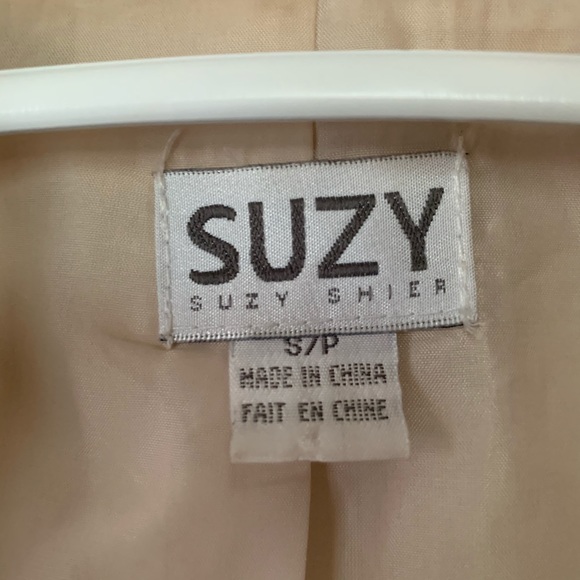 SUZY
SUZY SHIER
S/P
MADE IN CHINA
FAIT EN CHINE